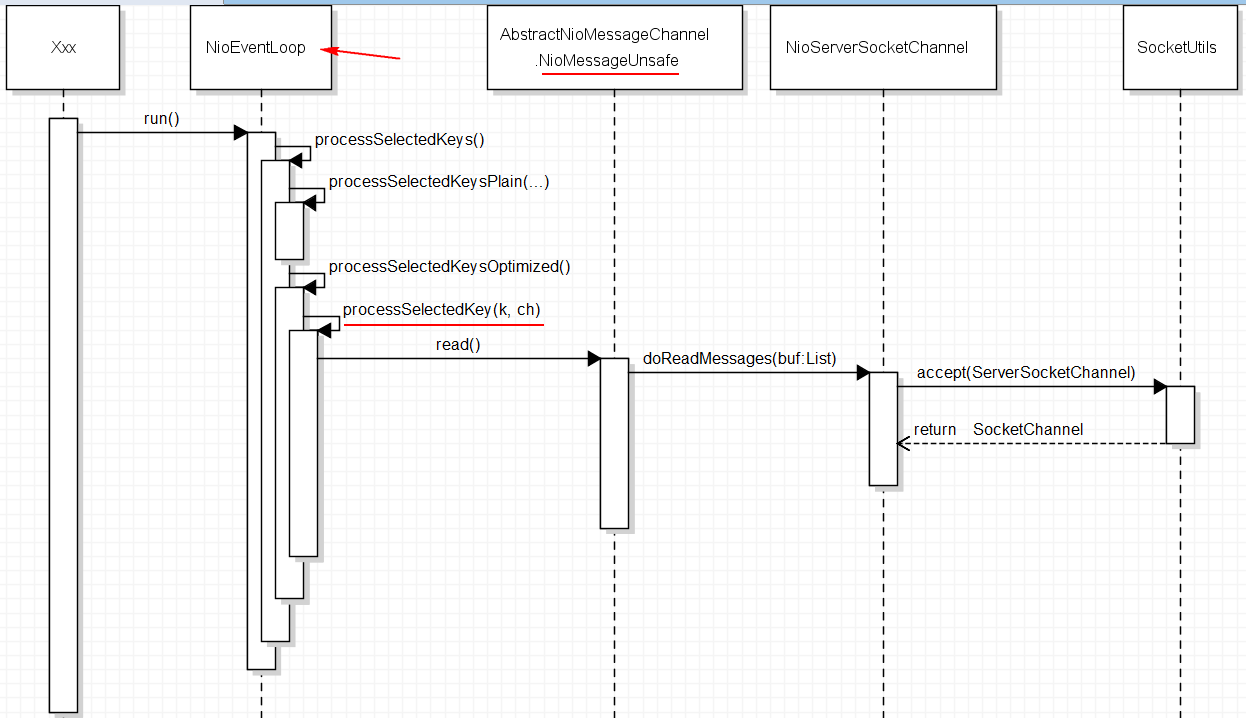 Xxx
NioEventLoop
AbstractNioMessageChannel
.NioMessageUnsafe
NioServerSocketChannel
SocketUtils
run()
processSelectedKeys()
processSelectedKeysPlain(...)
processSelectedKeysOptimized()
processSelectedKey(k, ch)
read()
doReadMessages(buf:List)
accept(ServerSocketChannel)
return SocketChannel